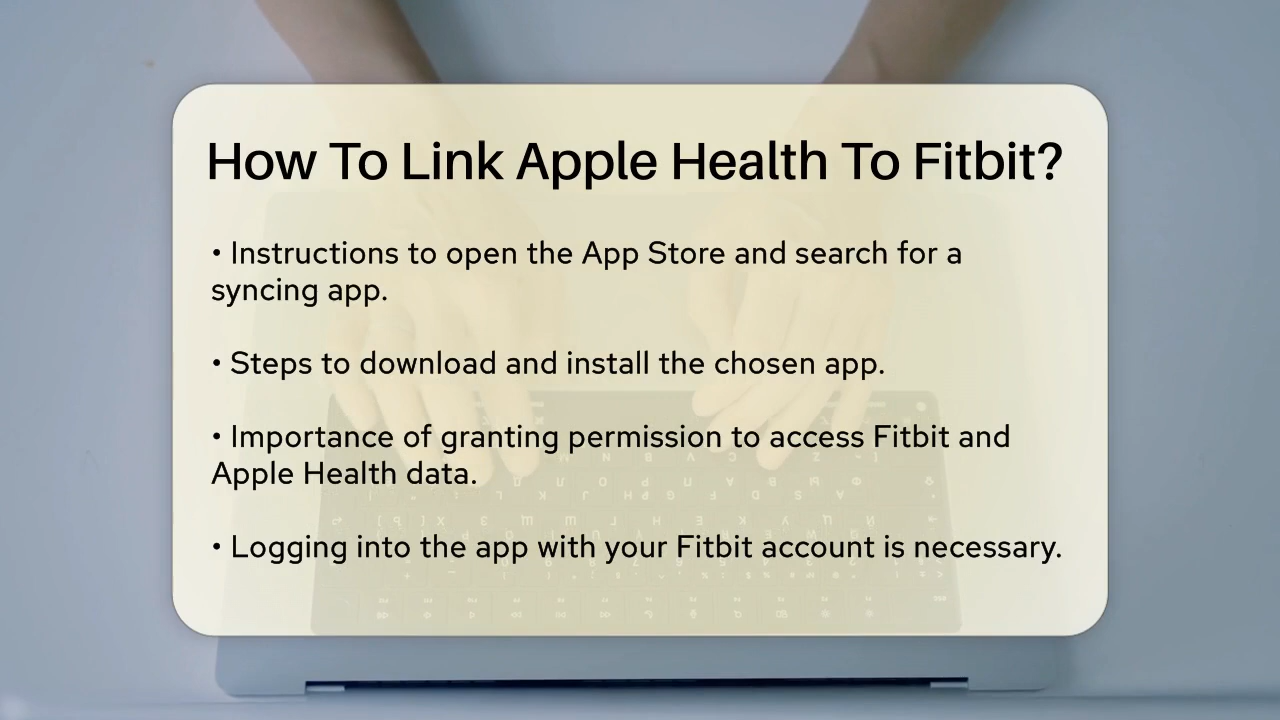 How To Link Apple Health To Fitbit?
• Instructions to open the App Store and search for a
syncing app.
• Steps to download and install the chosen app.
• Importance of granting permission to access Fitbit and
Apple Health data.
• Logging into the app with your Fitbit account is necessary.